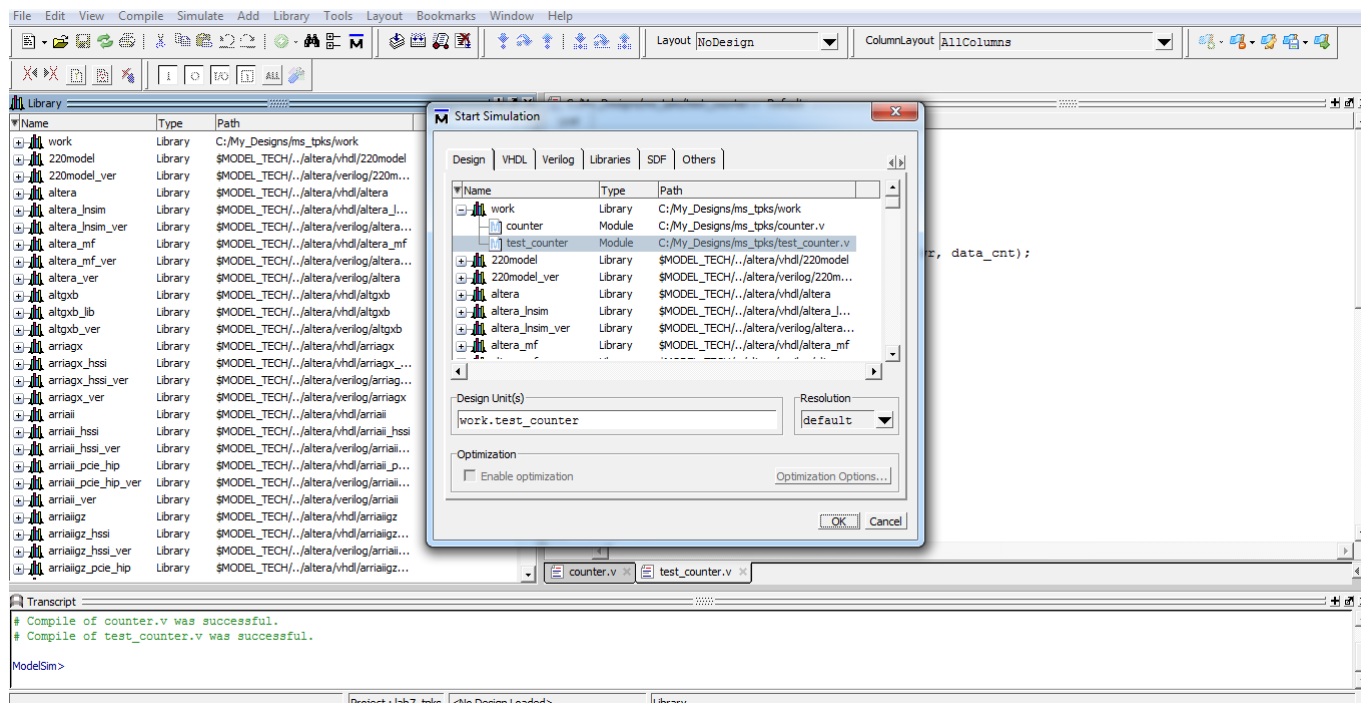 File Edit View Compile Simulate Add Library Tools Layout Bookmarks Window Help
Layout NoDesign ColumnLayout AllColumns
Library
Name Type Path
work Library C:/My_Designs/ms_tpks/work
220model Library $MODEL_TECH/../altera/vhdl/220model
220model_ver Library $MODEL_TECH/../altera/verilog/220m...
altera Library $MODEL_TECH/../altera/vhdl/altera
altera_lnsim Library $MODEL_TECH/../altera/vhdl/altera_l...
altera_lnsim_ver Library $MODEL_TECH/../altera/verilog/altera...
altera_mf Library $MODEL_TECH/../altera/vhdl/altera_mf
altera_mf_ver Library $MODEL_TECH/../altera/verilog/altera...
altera_ver Library $MODEL_TECH/../altera/verilog/altera
altgxb Library $MODEL_TECH/../altera/vhdl/altgxb
altgxb_lib Library $MODEL_TECH/../altera/vhdl/altgxb
altgxb_ver Library $MODEL_TECH/../altera/verilog/altgxb
arriagx Library $MODEL_TECH/../altera/vhdl/arriagx
arriagx_hssi Library $MODEL_TECH/../altera/vhdl/arriagx_...
arriagx_hssi_ver Library $MODEL_TECH/../altera/verilog/arriag...
arriagx_ver Library $MODEL_TECH/../altera/verilog/arriagx
arriaii Library $MODEL_TECH/../altera/vhdl/arriaii
arriaii_hssi Library $MODEL_TECH/../altera/vhdl/arriaii_hssi
arriaii_hssi_ver Library $MODEL_TECH/../altera/verilog/arriaii...
arriaii_pcie_hip Library $MODEL_TECH/../altera/vhdl/arriaii_p...
arriaii_pcie_hip_ver Library $MODEL_TECH/../altera/verilog/arriaii...
arriaii_ver Library $MODEL_TECH/../altera/verilog/arriaii
arriaiigz Library $MODEL_TECH/../altera/vhdl/arriaiigz
arriaiigz_hssi Library $MODEL_TECH/../altera/vhdl/arriaiigz...
arriaiigz_hssi_ver Library $MODEL_TECH/../altera/verilog/arriaii...
arriaiigz_pcie_hip Library $MODEL_TECH/../altera/vhdl/arriaiigz...
Start Simulation
Design VHDL Verilog Libraries SDF Others
Name Type Path
work Library C:/My_Designs/ms_tpks/work
counter Module C:/My_Designs/ms_tpks/counter.v
test_counter Module C:/My_Designs/ms_tpks/test_counter.v
220model Library $MODEL_TECH/../altera/vhdl/220model
220model_ver Library $MODEL_TECH/../altera/verilog/220m...
altera Library $MODEL_TECH/../altera/vhdl/altera
altera_lnsim Library $MODEL_TECH/../altera/vhdl/altera_l...
altera_lnsim_ver Library $MODEL_TECH/../altera/verilog/altera...
altera_mf Library $MODEL_TECH/../altera/vhdl/altera_mf
Design Unit(s) Resolution
work.test_counter default
Optimization
Enable optimization Optimization Options...
OK Cancel
data_cnt);
counter.v test_counter.v
Transcript
# Compile of counter.v was successful.
# Compile of test_counter.v was successful.
ModelSim>
Project : lab7_tpks <No Design Loaded> Library